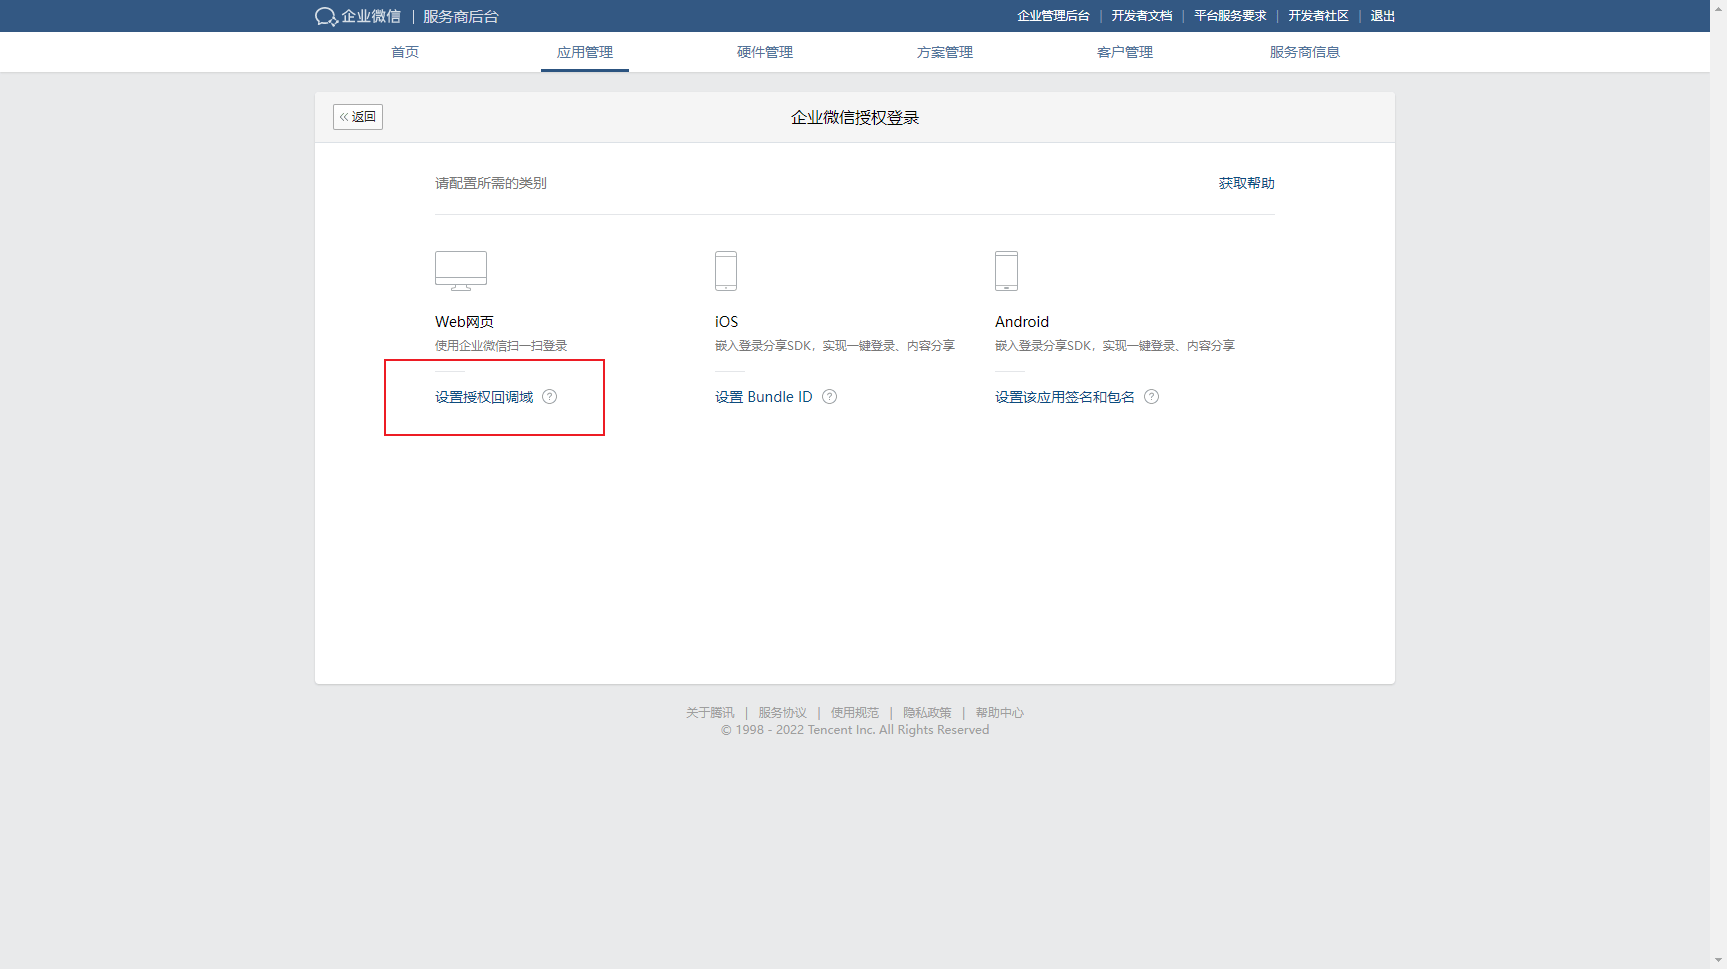 企业微信 | 服务商后台
企业管理后台 | 开发者文档 | 平台服务要求 | 开发者社区 | 退出
首页 应用管理 硬件管理 方案管理 客户管理 服务商信息
« 返回
企业微信授权登录
请配置所需的类别 获取帮助
Web网页 iOS Android
使用企业微信扫一扫登录 嵌入登录分享SDK，实现一键登录、内容分享 嵌入登录分享SDK，实现一键登录、内容分享
设置授权回调域 ? 设置 Bundle ID ? 设置该应用签名和包名 ?
关于腾讯 | 服务协议 | 使用规范 | 隐私政策 | 帮助中心
© 1998 - 2022 Tencent Inc. All Rights Reserved